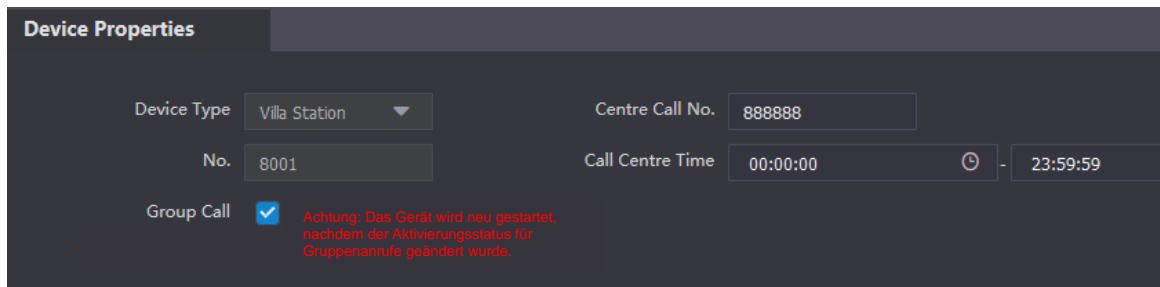 Device Properties
Device Type Villa Station Centre Call No. 888888
No. 8001 Call Centre Time 00:00:00 - 23:59:59
Group Call Achtung: Das Gerät wird neu gestartet,
nachdem der Aktivierungsstatus für
Gruppenanrufe geändert wurde.